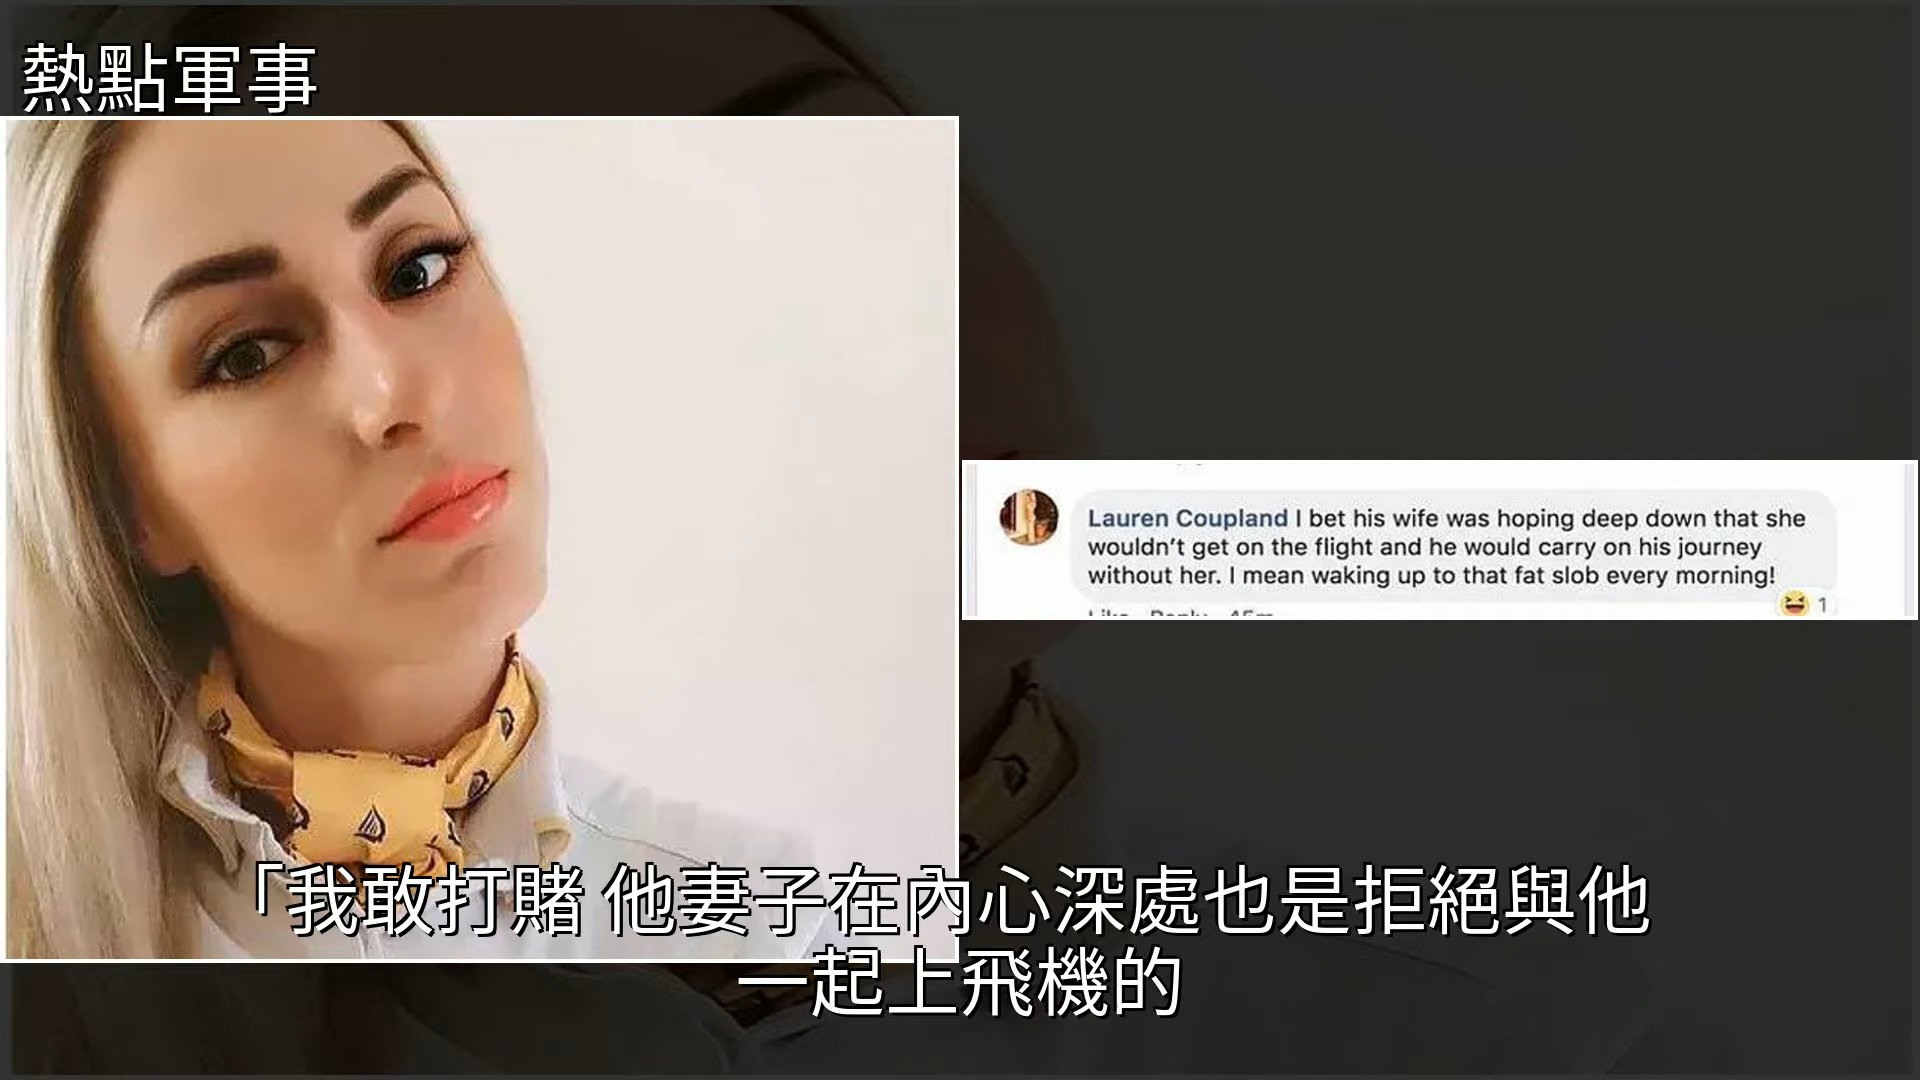 熱點軍事
Lauren Coupland I bet his wife was hoping deep down that she
wouldn't get on the flight and he would carry on his journey
without her. I mean waking up to that fat slob every morning!
1
「我敢打賭 他妻子在內心深處也是拒絕與他
一起上飛機的